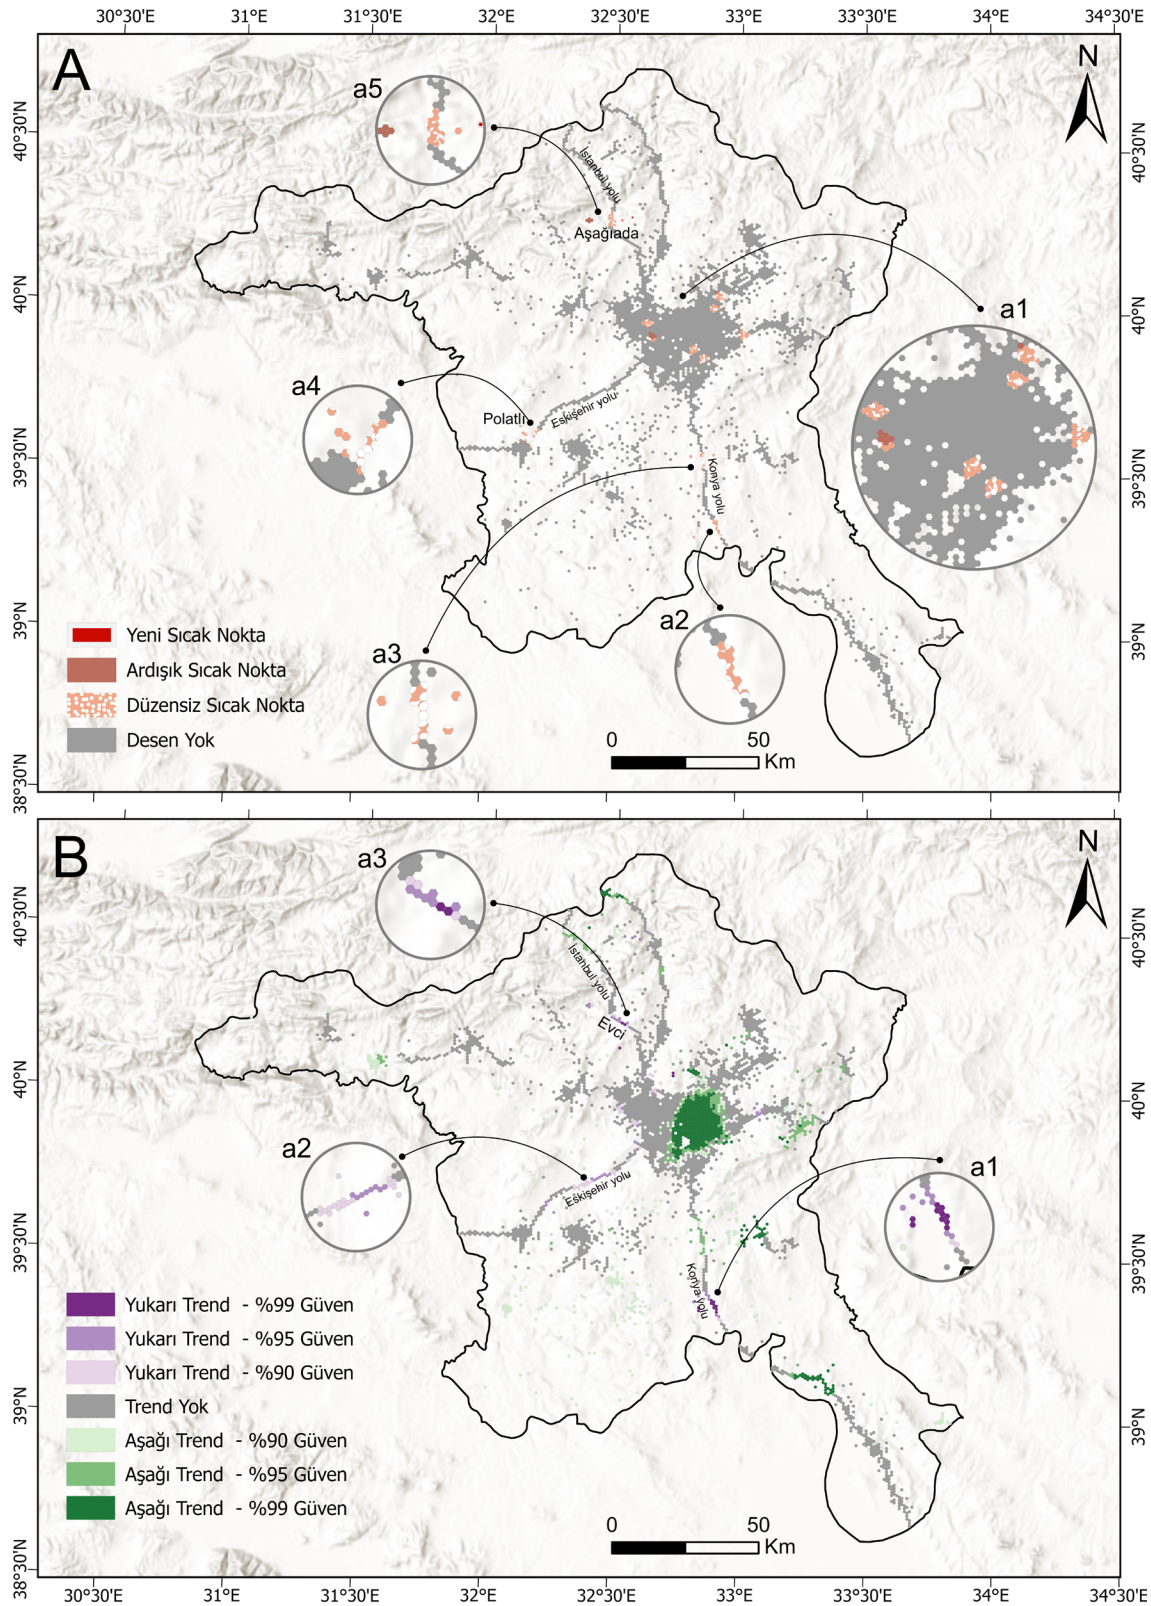 30°30'E 31°E 31°30'E 32°E 32°30'E 33°E 33°30'E 34°E 34°30'E
A
N
a5
40°30'N
40°30'N
İstanbul yolu
Aşağıada
a1
40°N
40°N
a4
Polatlı
Eskişehir yolu
39°30'N
39°30'N
Konya yolu
a2
39°N
39°N
a3
Yeni Sıcak Nokta
Ardışık Sıcak Nokta
Düzensiz Sıcak Nokta
Desen Yok
0 50
Km
38°30'N
B
N
a3
40°30'N
40°30'N
İstanbul yolu
Evci
40°N
40°N
a2
a1
Eskişehir yolu
39°30'N
39°30'N
Konya yolu
Yukarı Trend - %99 Güven
Yukarı Trend - %95 Güven
Yukarı Trend - %90 Güven
Trend Yok
Aşağı Trend - %90 Güven
Aşağı Trend - %95 Güven
Aşağı Trend - %99 Güven
39°N
39°N
0 50
Km
38°30'N
30°30'E 31°E 31°30'E 32°E 32°30'E 33°E 33°30'E 34°E 34°30'E